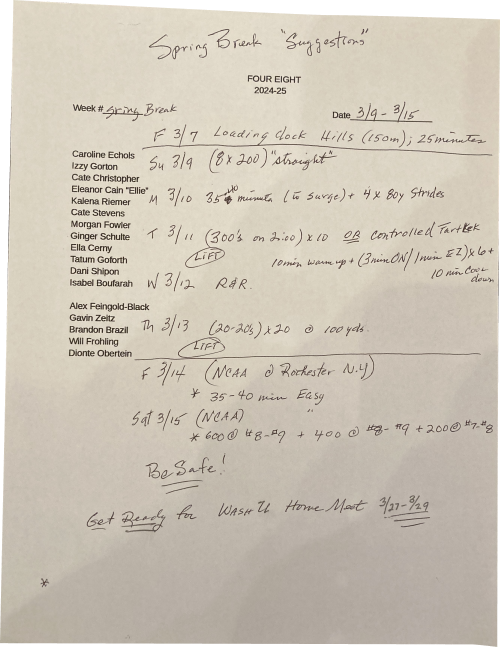 Spring Break "Suggestions"
FOUR EIGHT
2024-25
Week # Sring Break
Date 3/9 - 3/15
F 3/7 Loading Dock Hills (150m); 25 minutes
Caroline Echols
Izzy Gorton
Cate Christopher
Eleanor Cain "Ellie"
Kalena Riemer
Cate Stevens
Morgan Fowler
Ginger Schulte
Ella Cerny
Tatum Goforth
Dani Shipon
Isabel Boufarah
Su 3/9 (8 x 200) "straight"
M 3/10 35 minute (to surge) + 4 x 80y Strides
T 3/11 (300's on 2:00) x 10 OR controlled Tartlek
LIFT
10 min warm up + (3 min ON / 1 min EZ) x 6 +
10 min Cool
down
W 3/12 R&R.
Alex Feingold-Black
Gavin Zeitz
Brandon Brazil
Will Frohling
Dionte Obertein
Th 3/13 (20-20s) x 20 @ 100 yds.
LIFT
F 3/14 (NCAA @ Rochester N.Y)
* 35-40 min Easy
Sat 3/15 (NCAA) "
* 600 @ #8-#9 + 400 @ #8- #9 + 200 @ #7-#8
Be Safe!
Get Ready for WASH U Home Meet 3/27-3/29
*